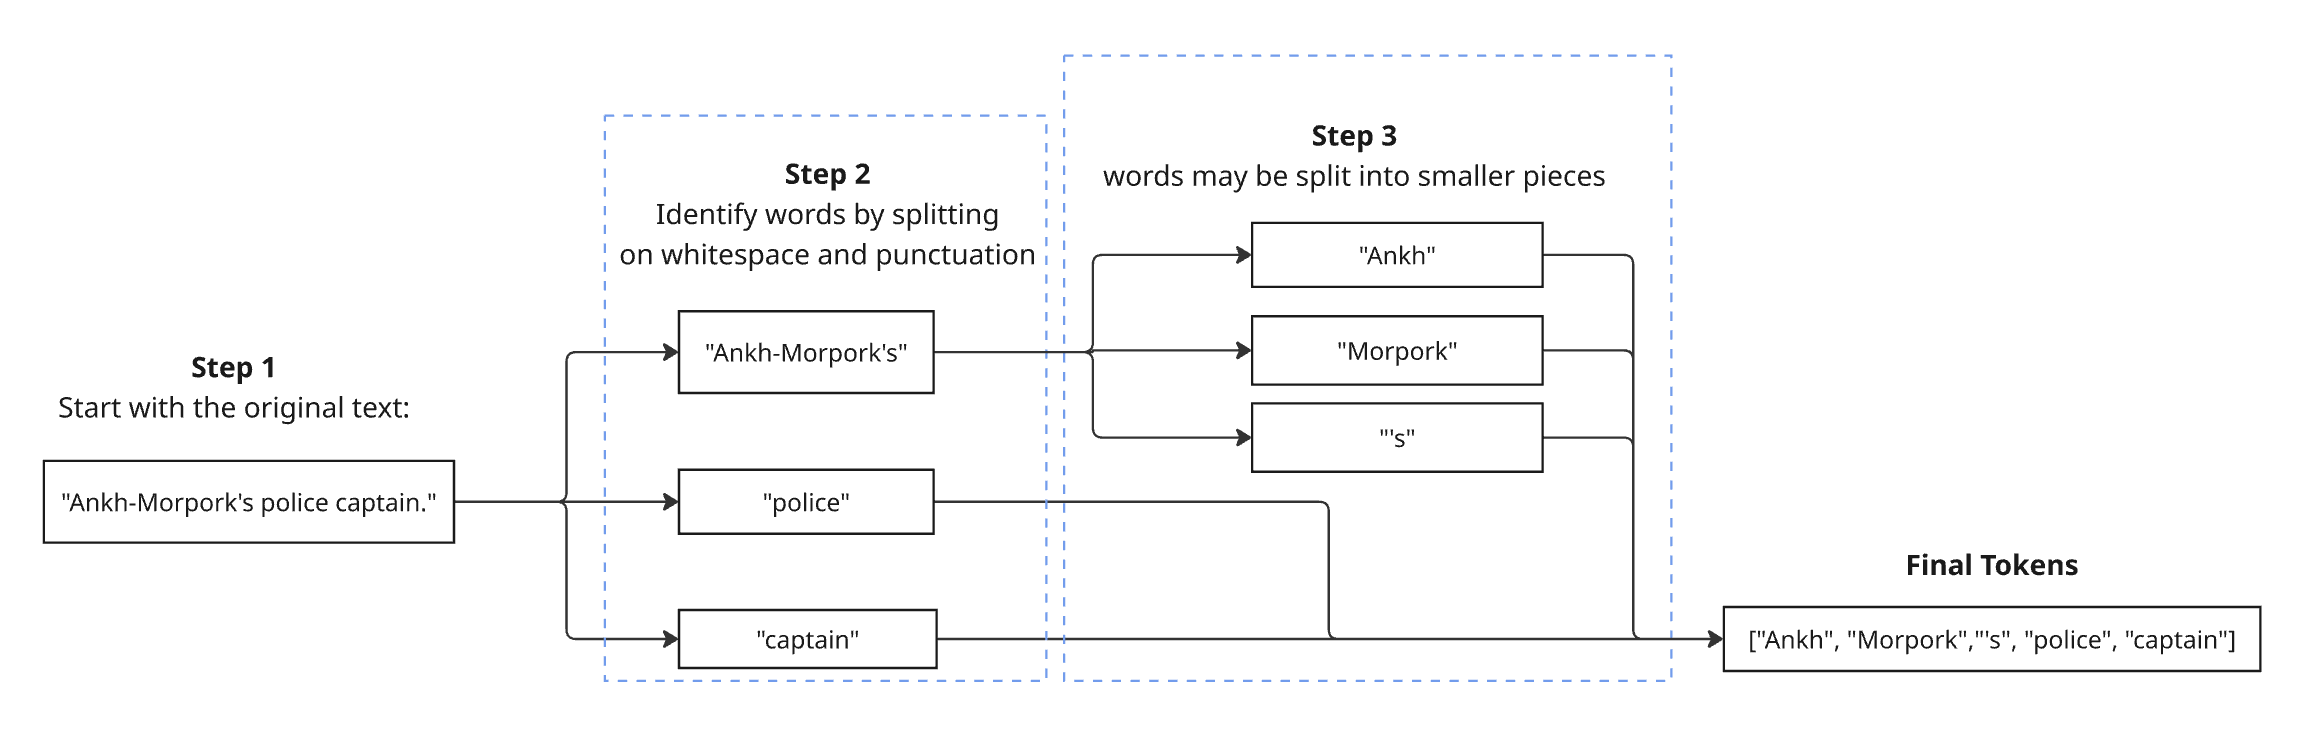 Step 1
Start with the original text:
"Ankh-Morpork's police captain."
Step 2
Identify words by splitting
on whitespace and punctuation
"Ankh-Morpork's"
"police"
"captain"
Step 3
words may be split into smaller pieces
"Ankh"
"Morpork"
"'s"
Final Tokens
["Ankh", "Morpork","'s", "police", "captain"]